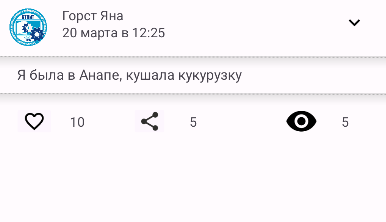 Горст Яна
20 марта в 12:25
Я была в Анапе, кушала кукурузку
10 5 5